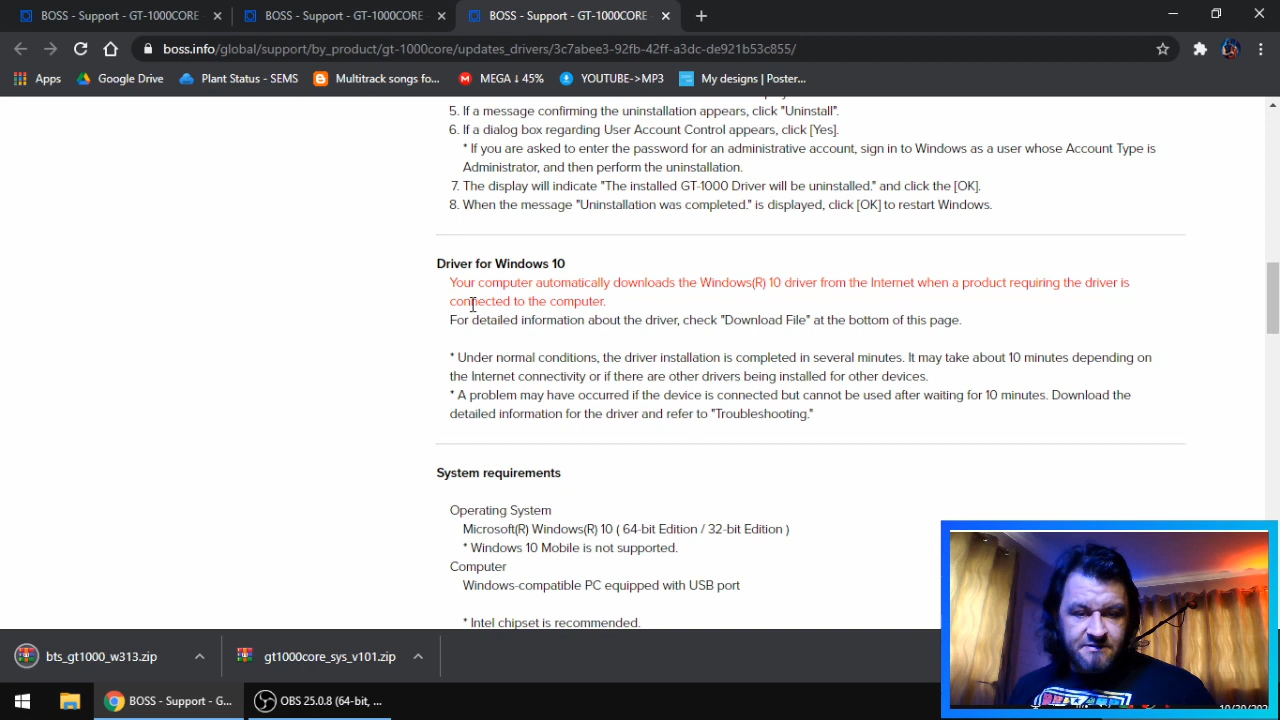 BOSS - Support - GT-1000CORE
BOSS - Support - GT-1000CORE
BOSS - Support - GT-1000CORE
boss.info/global/support/by_product/gt-1000core/updates_drivers/3c7abee3-92fb-42ff-a3dc-de921b53c855/
Apps
Google Drive
Plant Status - SEMS
Multitrack songs fo...
MEGA ↓ 45%
YOUTUBE->MP3
My designs | Poster...
5. If a message confirming the uninstallation appears, click "Uninstall".
6. If a dialog box regarding User Account Control appears, click [Yes].
* If you are asked to enter the password for an administrative account, sign in to Windows as a user whose Account Type is
Administrator, and then perform the uninstallation.
7. The display will indicate "The installed GT-1000 Driver will be uninstalled." and click the [OK].
8. When the message "Uninstallation was completed." is displayed, click [OK] to restart Windows.
Driver for Windows 10
Your computer automatically downloads the Windows(R) 10 driver from the Internet when a product requiring the driver is
connected to the computer.
For detailed information about the driver, check "Download File" at the bottom of this page.
* Under normal conditions, the driver installation is completed in several minutes. It may take about 10 minutes depending on
the Internet connectivity or if there are other drivers being installed for other devices.
* A problem may have occurred if the device is connected but cannot be used after waiting for 10 minutes. Download the
detailed information for the driver and refer to "Troubleshooting."
System requirements
Operating System
Microsoft(R) Windows(R) 10 ( 64-bit Edition / 32-bit Edition )
* Windows 10 Mobile is not supported.
Computer
Windows-compatible PC equipped with USB port
* Intel chipset is recommended.
bts_gt1000_w313.zip
gt1000core_sys_v101.zip
BOSS - Support - G...
OBS 25.0.8 (64-bit, ...